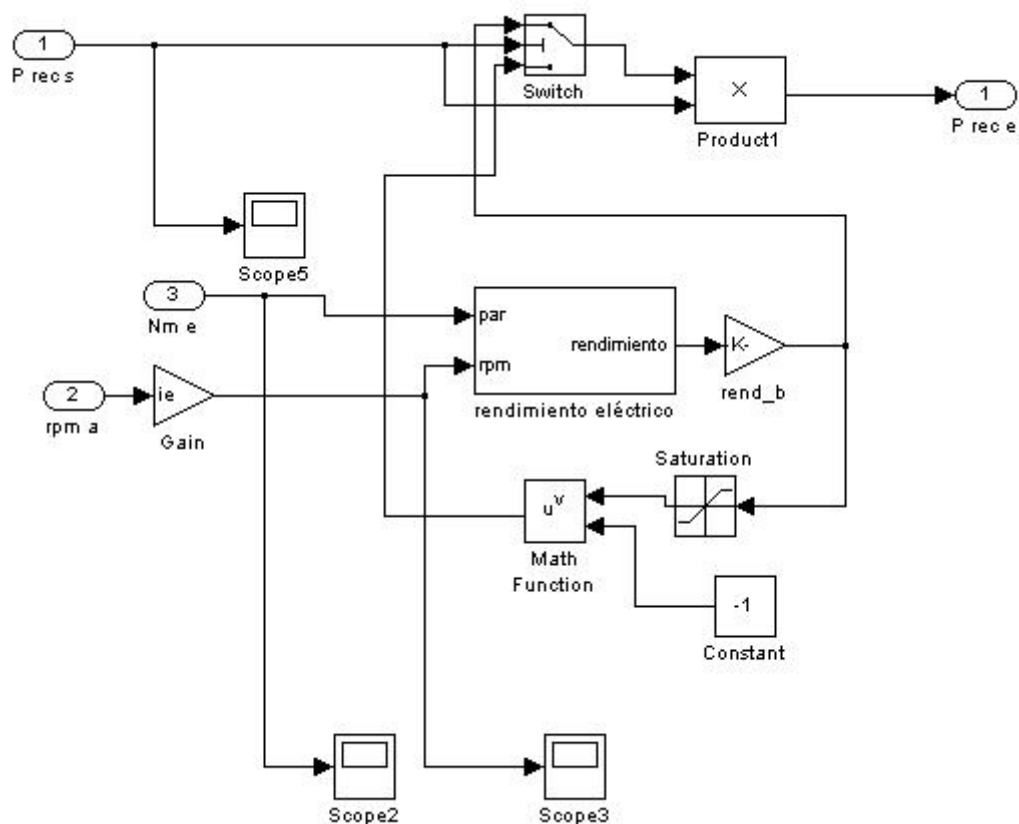 1
P rec s
Switch
×
Product1
1
P rec e
Scope5
3
Nm e
par
rpm
rendimiento
rendimiento eléctrico
-K-
rend_b
2
rpm a
ie
Gain
Saturation
u^v
Math
Function
-1
Constant
Scope2
Scope3